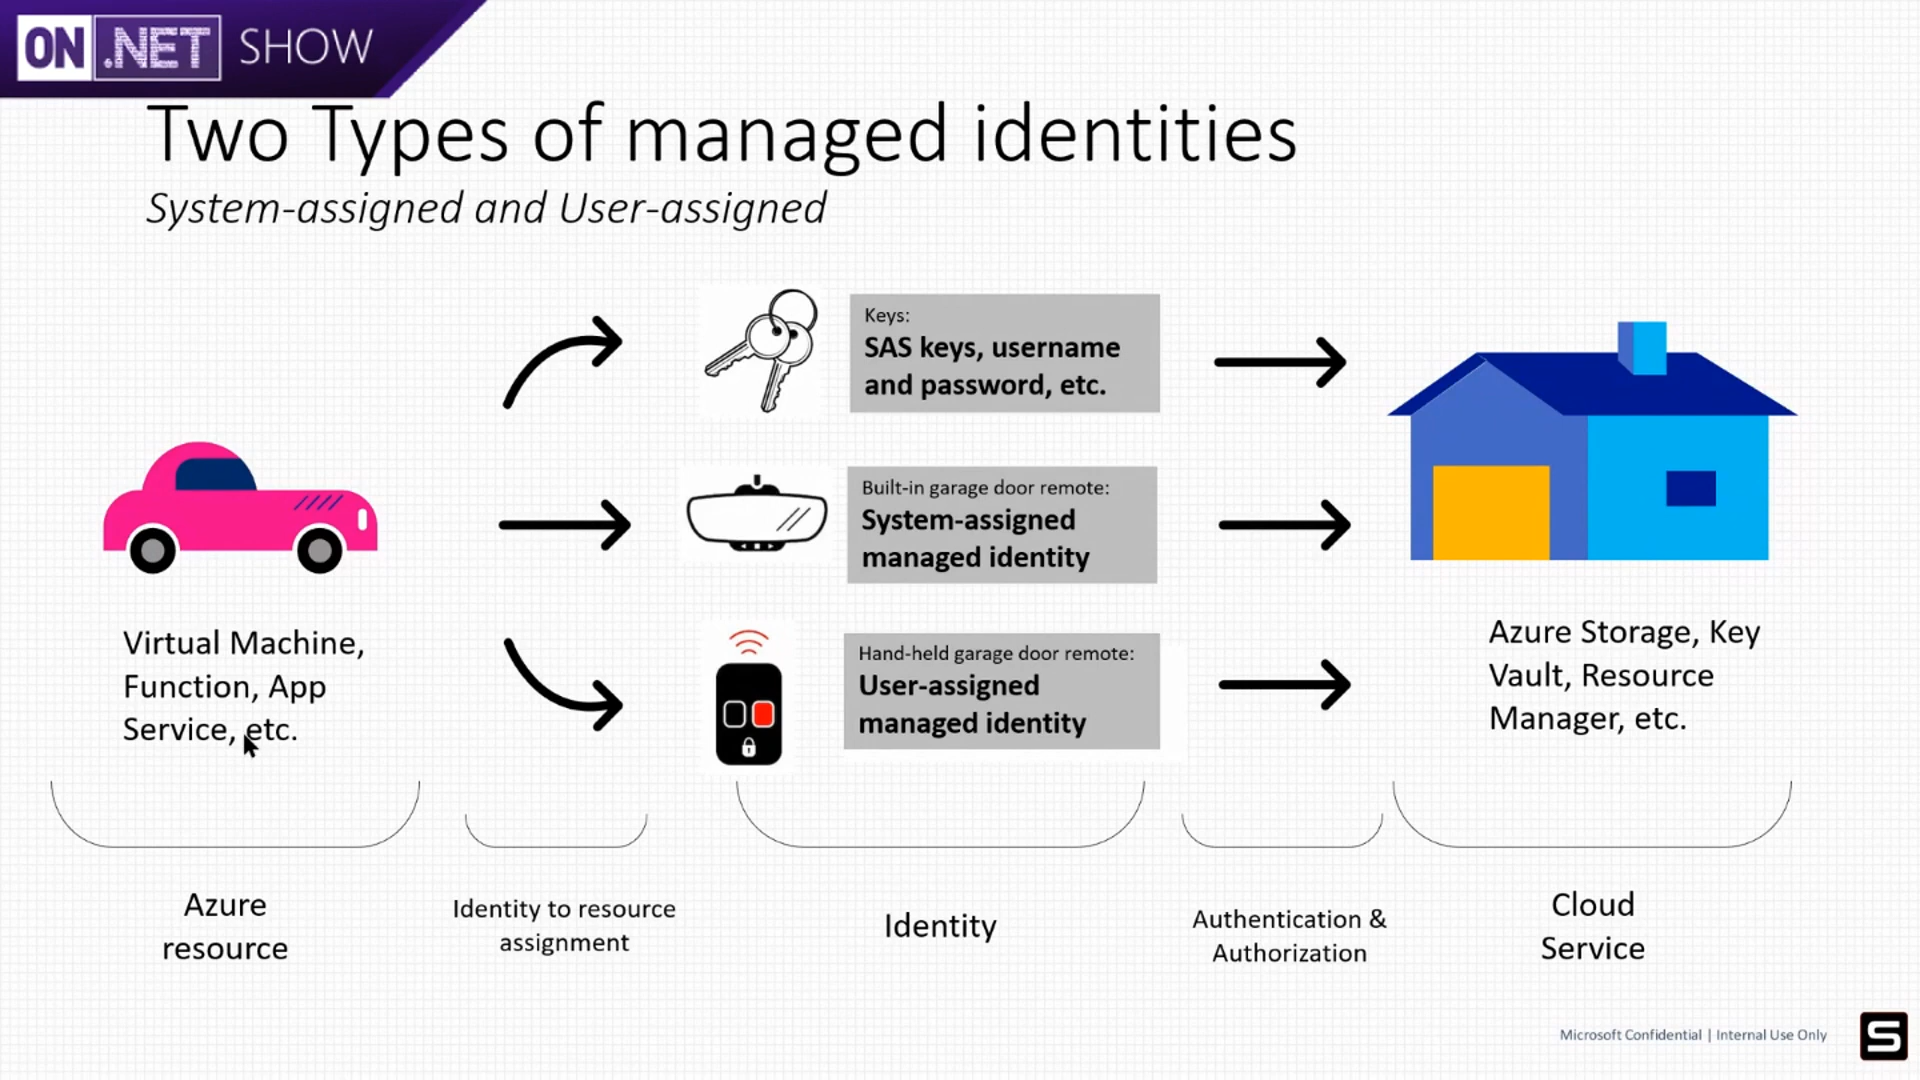 ON .NET SHOW
Two Types of managed identities
System-assigned and User-assigned
Keys:
SAS keys, username
and password, etc.
Built-in garage door remote:
System-assigned
managed identity
Hand-held garage door remote:
User-assigned
managed identity
Virtual Machine,
Function, App
Service, etc.
Azure Storage, Key
Vault, Resource
Manager, etc.
Azure
resource
Identity to resource
assignment
Identity
Authentication &
Authorization
Cloud
Service
Microsoft Confidential | Internal Use Only
S